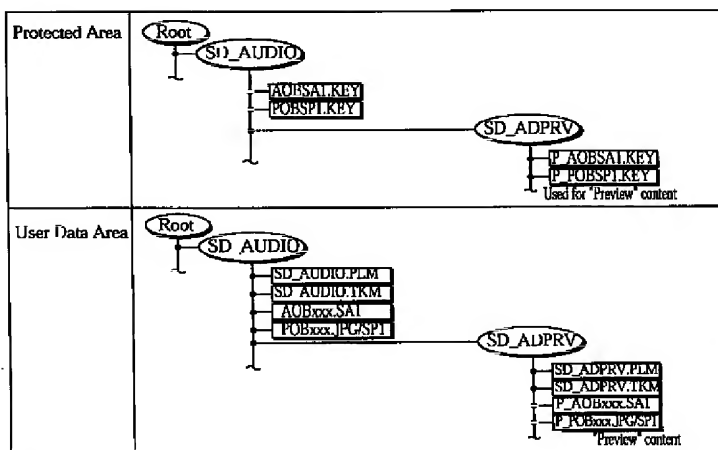 Protected Area
Root
SD_AUDIO
AOBSA1.KEY
POBSP1.KEY
SD_ADPRV
P_AOBSA1.KEY
P_POBSP1.KEY
Used for "Preview" content
User Data Area
Root
SD_AUDIO
SD_AUDIO.PLM
SD_AUDIO.TKM
AOBxxx.SA1
POBxxx.JPG/SP1
SD_ADPRV
SD_ADPRV.PLM
SD_ADPRV.TKM
P_AOBxxx.SA1
P_POBxxx.JPG/SP1
"Preview" content